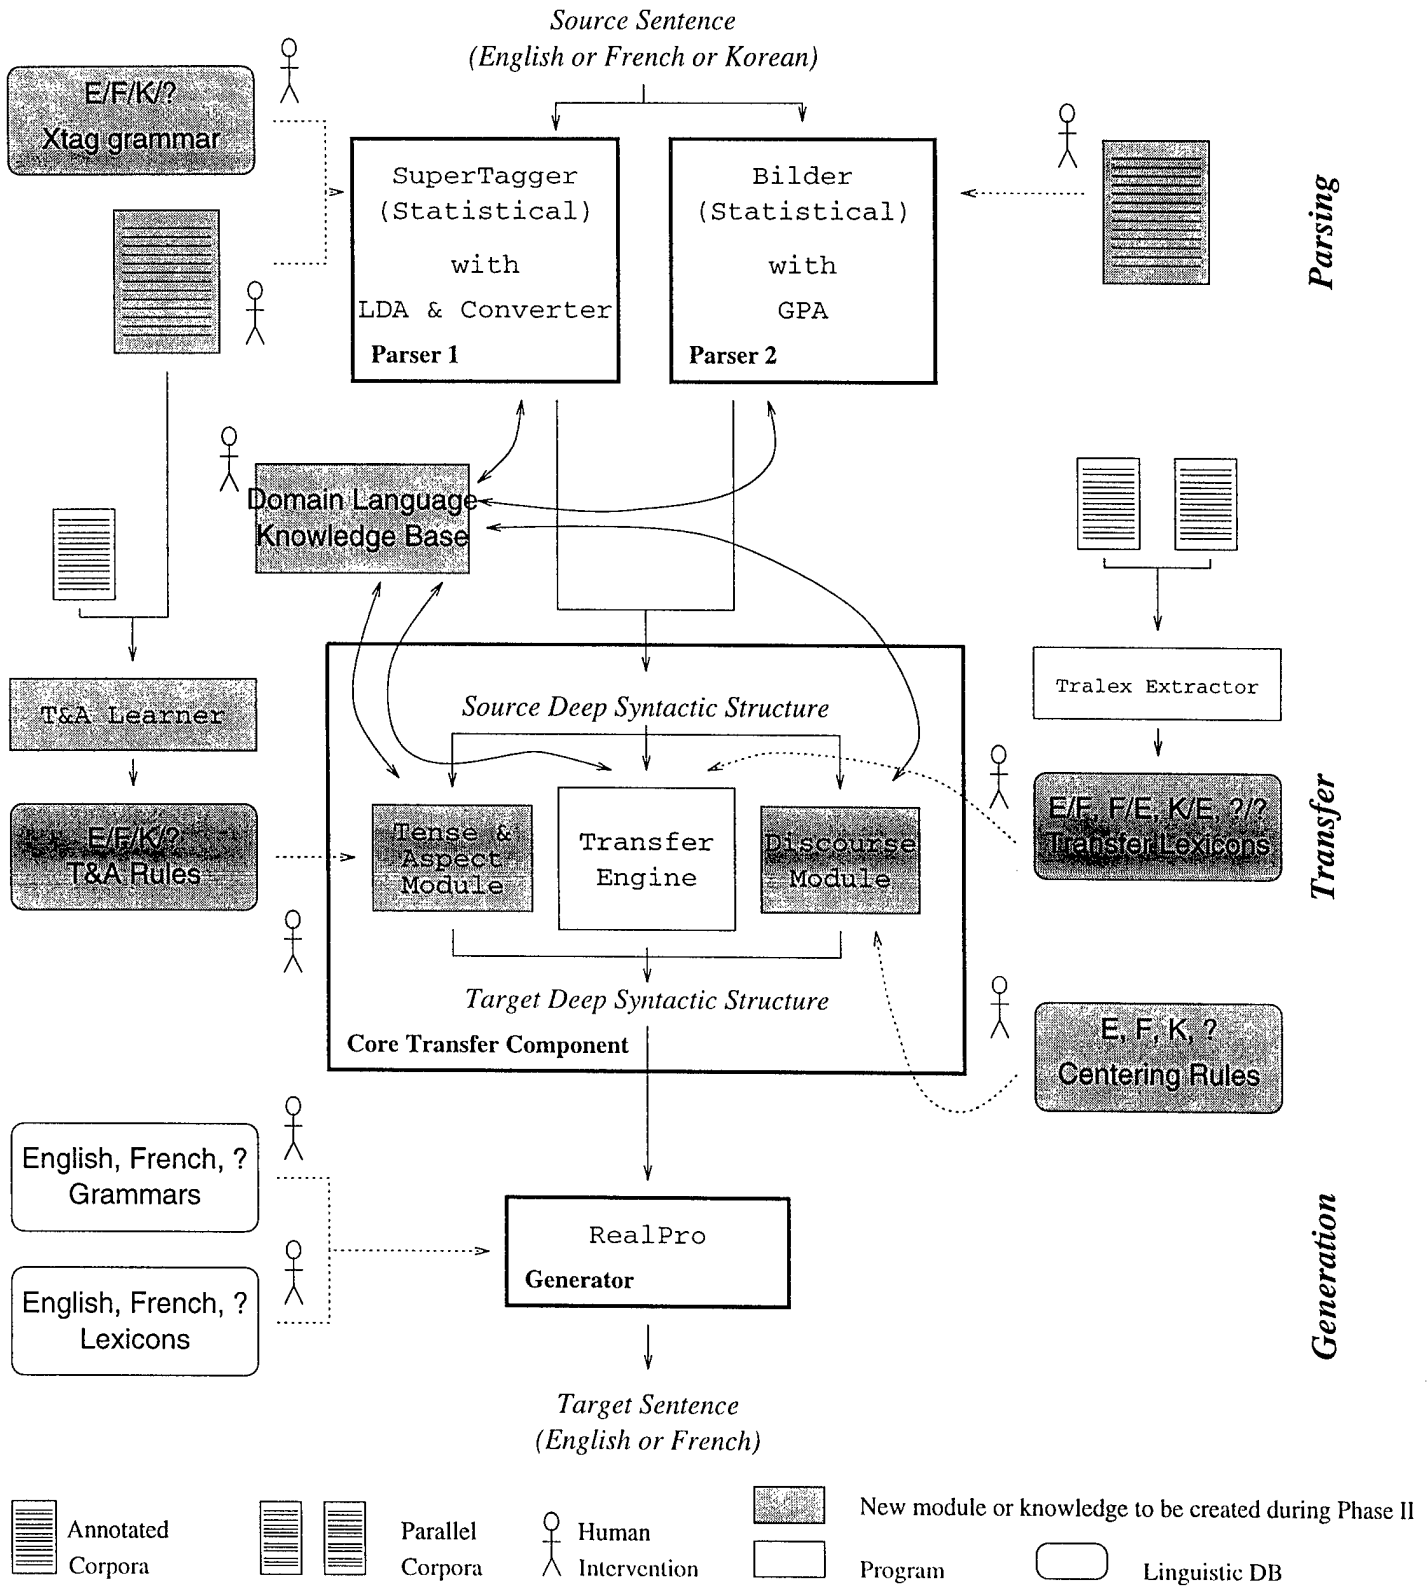 Source Sentence
(English or French or Korean)
E/F/K/?
Xtag grammar
SuperTagger
(Statistical)
with
LDA & Converter
Parser 1
Bilder
(Statistical)
with
GPA
Parser 2
Parsing
Domain Language
Knowledge Base
T&A Learner
E/F/K/?
T&A Rules
Source Deep Syntactic Structure
Tense &
Aspect
Module
Transfer
Engine
Discourse
Module
Target Deep Syntactic Structure
Core Transfer Component
Tralex Extractor
E/F, F/E, K/E, ?/?
Transfer Lexicons
Transfer
E, F, K, ?
Centering Rules
English, French, ?
Grammars
English, French, ?
Lexicons
RealPro
Generator
Generation
Target Sentence
(English or French)
Annotated
Corpora
Parallel
Corpora
Human
Intervention
New module or knowledge to be created during Phase II
Program
Linguistic DB